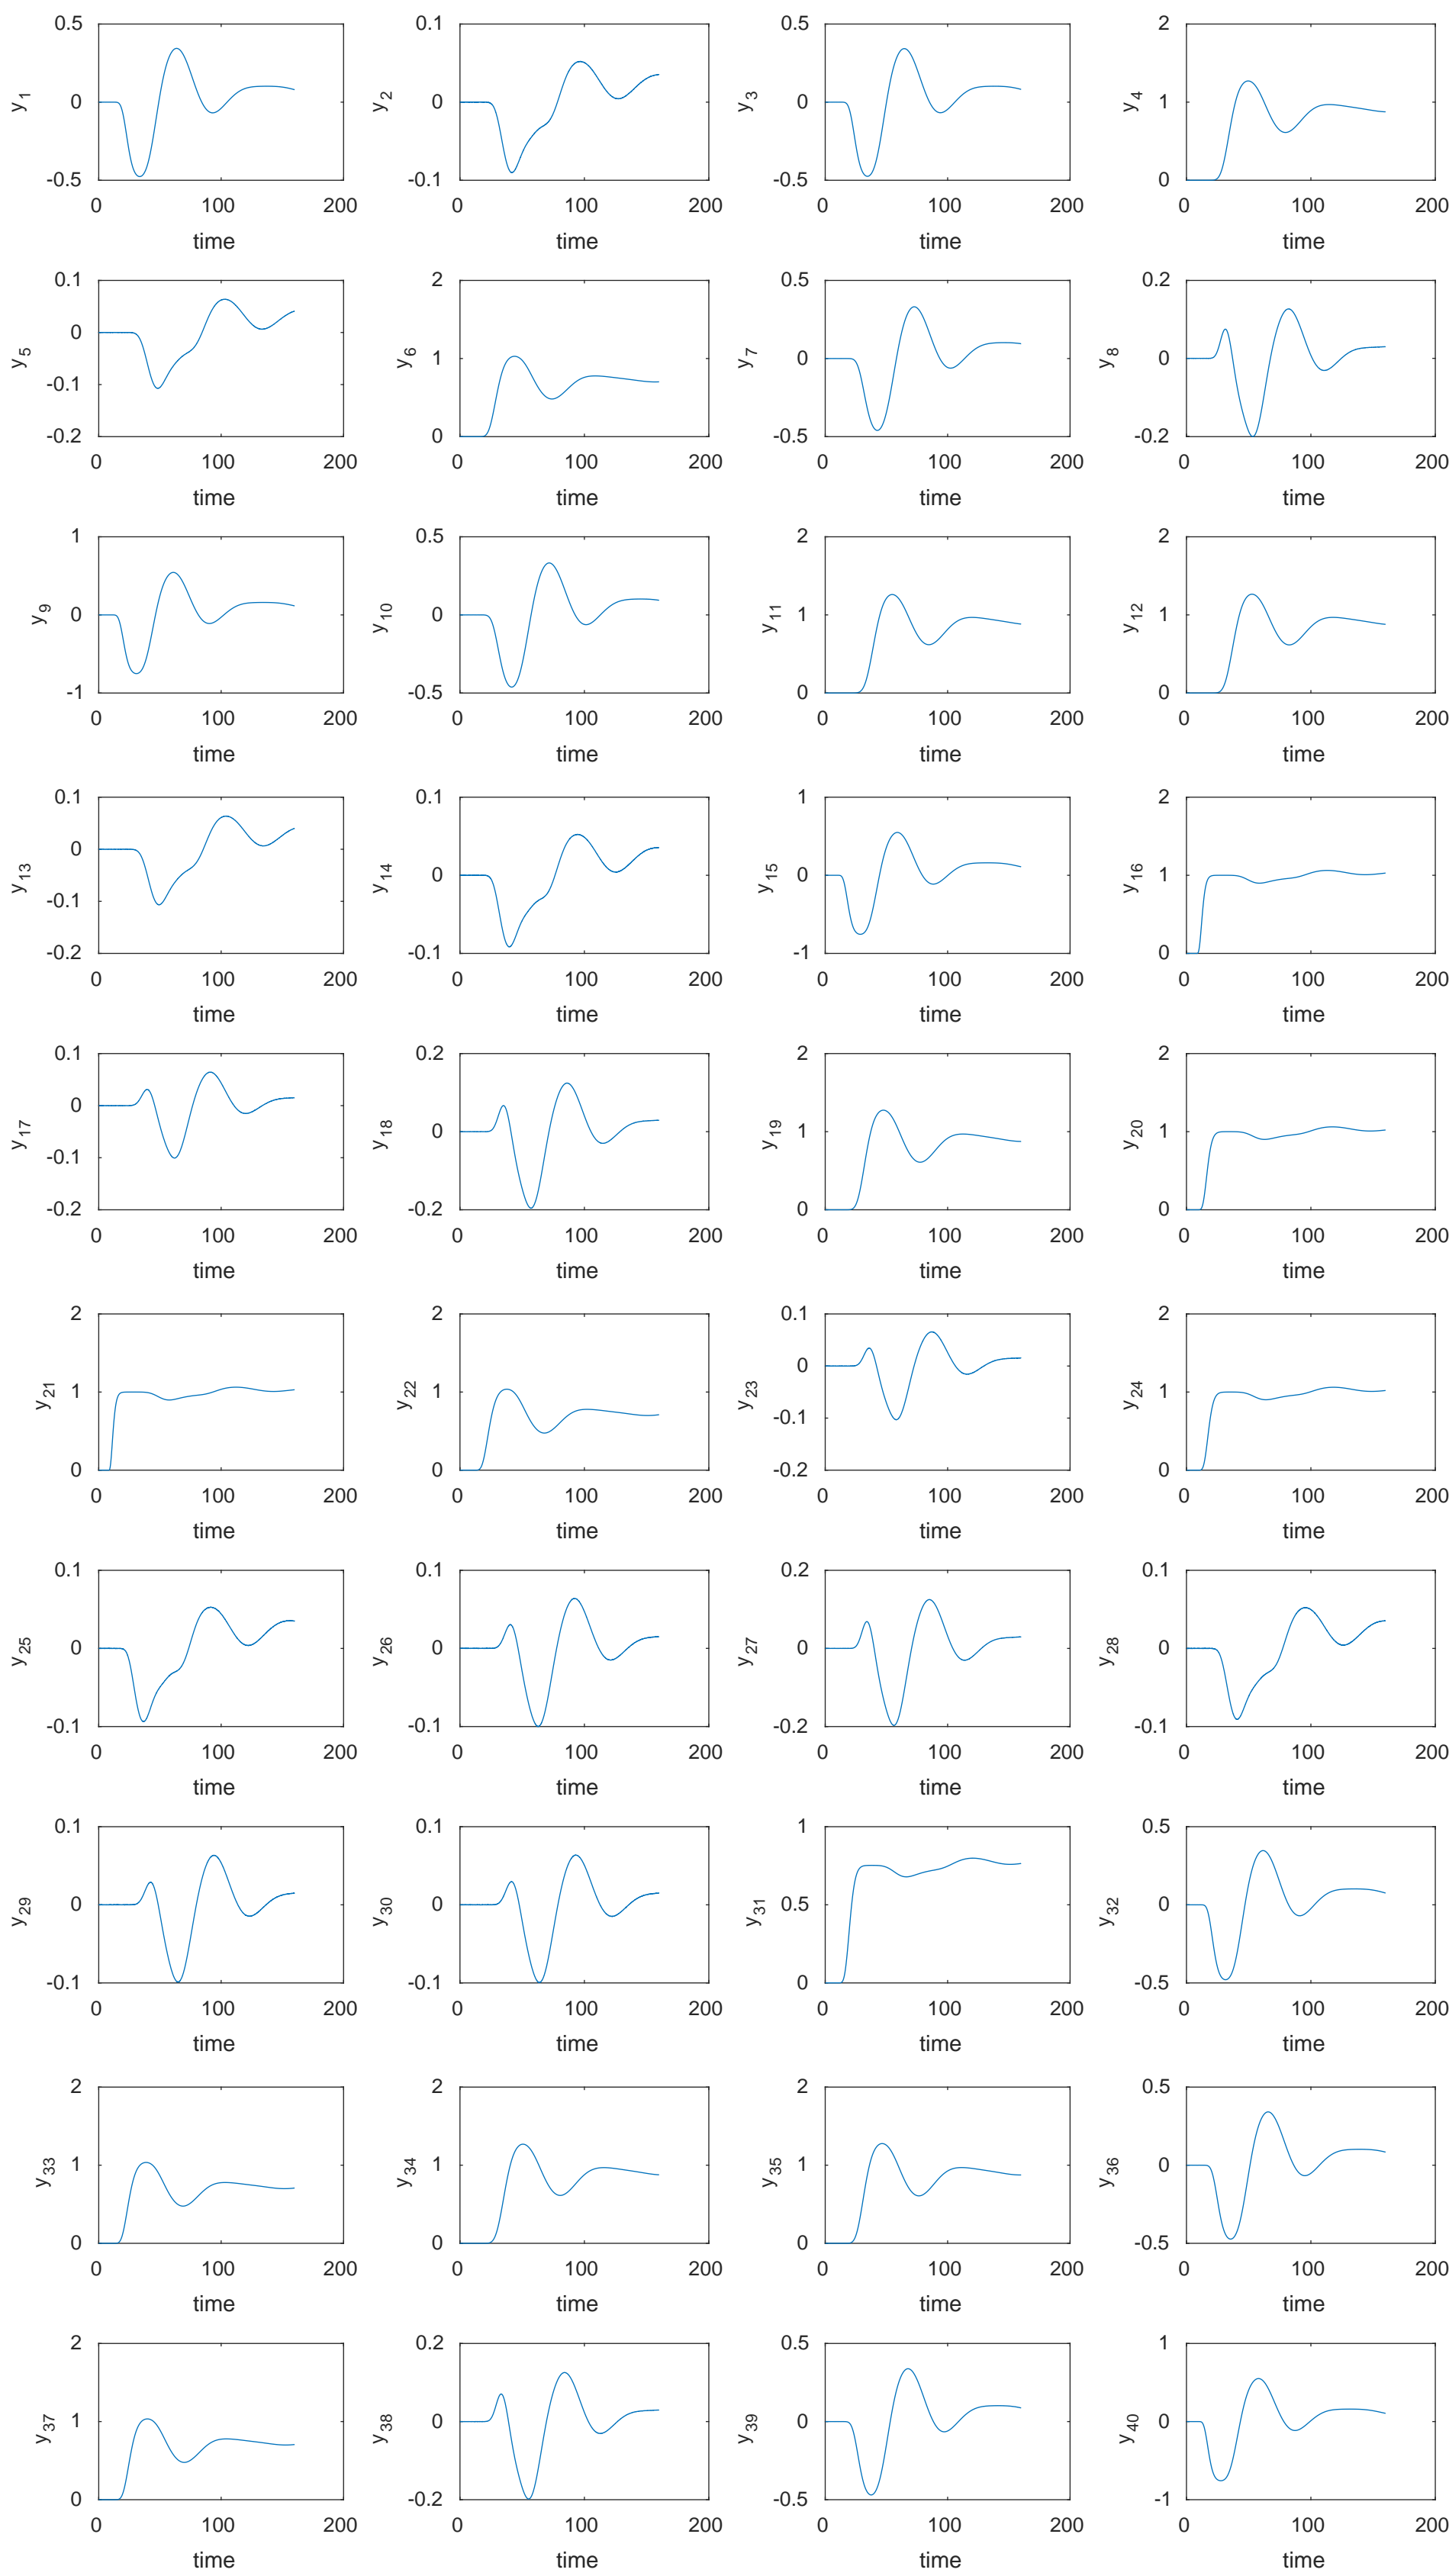 0.5 0.1 0.5 2
y1 0 y2 0 y3 0 y4 1
-0.5 -0.1 -0.5 0
0 100 200 0 100 200 0 100 200 0 100 200
time time time time
0.1 2 0.5 0.2
0
y5 y6 1 y7 0 y8 0
-0.1
-0.2 0 -0.5 -0.2
0 100 200 0 100 200 0 100 200 0 100 200
time time time time
1 0.5 2 2
y9 0 y10 0 y11 1 y12 1
-1 -0.5 0 0
0 100 200 0 100 200 0 100 200 0 100 200
time time time time
0.1 0.1 1 2
0
y13 y14 0 y15 0 y16 1
-0.1
-0.2 -0.1 -1 0
0 100 200 0 100 200 0 100 200 0 100 200
time time time time
0.1 0.2 2 2
0
y17 y18 0 y19 1 y20 1
-0.1
-0.2 -0.2 0 0
0 100 200 0 100 200 0 100 200 0 100 200
time time time time
2 2 0.1 2
0
y21 1 y22 1 y23 y24 1
-0.1
0 0 -0.2 0
0 100 200 0 100 200 0 100 200 0 100 200
time time time time
0.1 0.1 0.2 0.1
y25 0 y26 0 y27 0 y28 0
-0.1 -0.1 -0.2 -0.1
0 100 200 0 100 200 0 100 200 0 100 200
time time time time
0.1 0.1 1 0.5
y29 0 y30 0 y31 0.5 y32 0
-0.1 -0.1 0 -0.5
0 100 200 0 100 200 0 100 200 0 100 200
time time time time
2 2 2 0.5
y33 1 y34 1 y35 1 y36 0
0 0 0 -0.5
0 100 200 0 100 200 0 100 200 0 100 200
time time time time
2 0.2 0.5 1
y37 1 y38 0 y39 0 y40 0
0 -0.2 -0.5 -1
0 100 200 0 100 200 0 100 200 0 100 200
time time time time